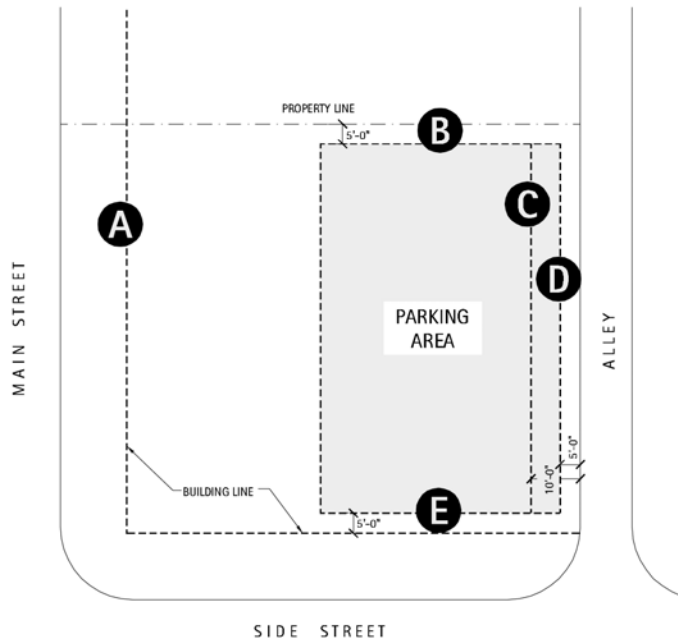 PROPERTY LINE
5'-0"
B
A
C
D
MAIN STREET
PARKING
AREA
ALLEY
5'-0"
10'-0"
BUILDING LINE
E
5'-0"
SIDE STREET